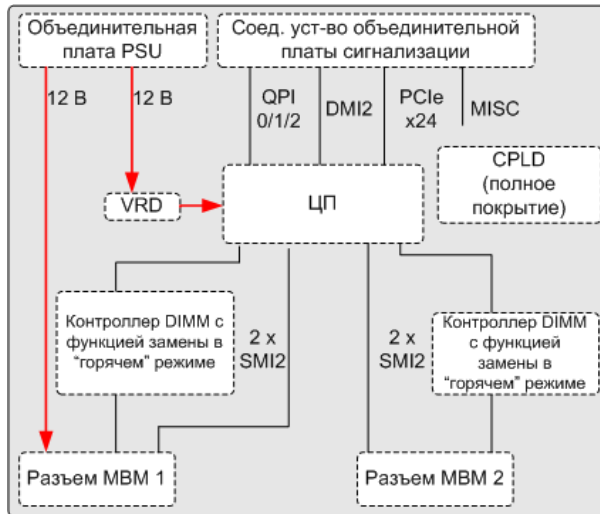 Объединительная
плата PSU
Соед. уст-во объединительной
платы сигнализации
12 В
12 В
QPI
0/1/2
DMI2
PCIe
x24
MISC
CPLD
(полное
покрытие)
VRD
ЦП
Контроллер DIMM с
функцией замены в
“горячем” режиме
2 x
SMI2
2 x
SMI2
Контроллер DIMM
с функцией
замены в
“горячем” режиме
Разъем МВМ 1
Разъем МВМ 2